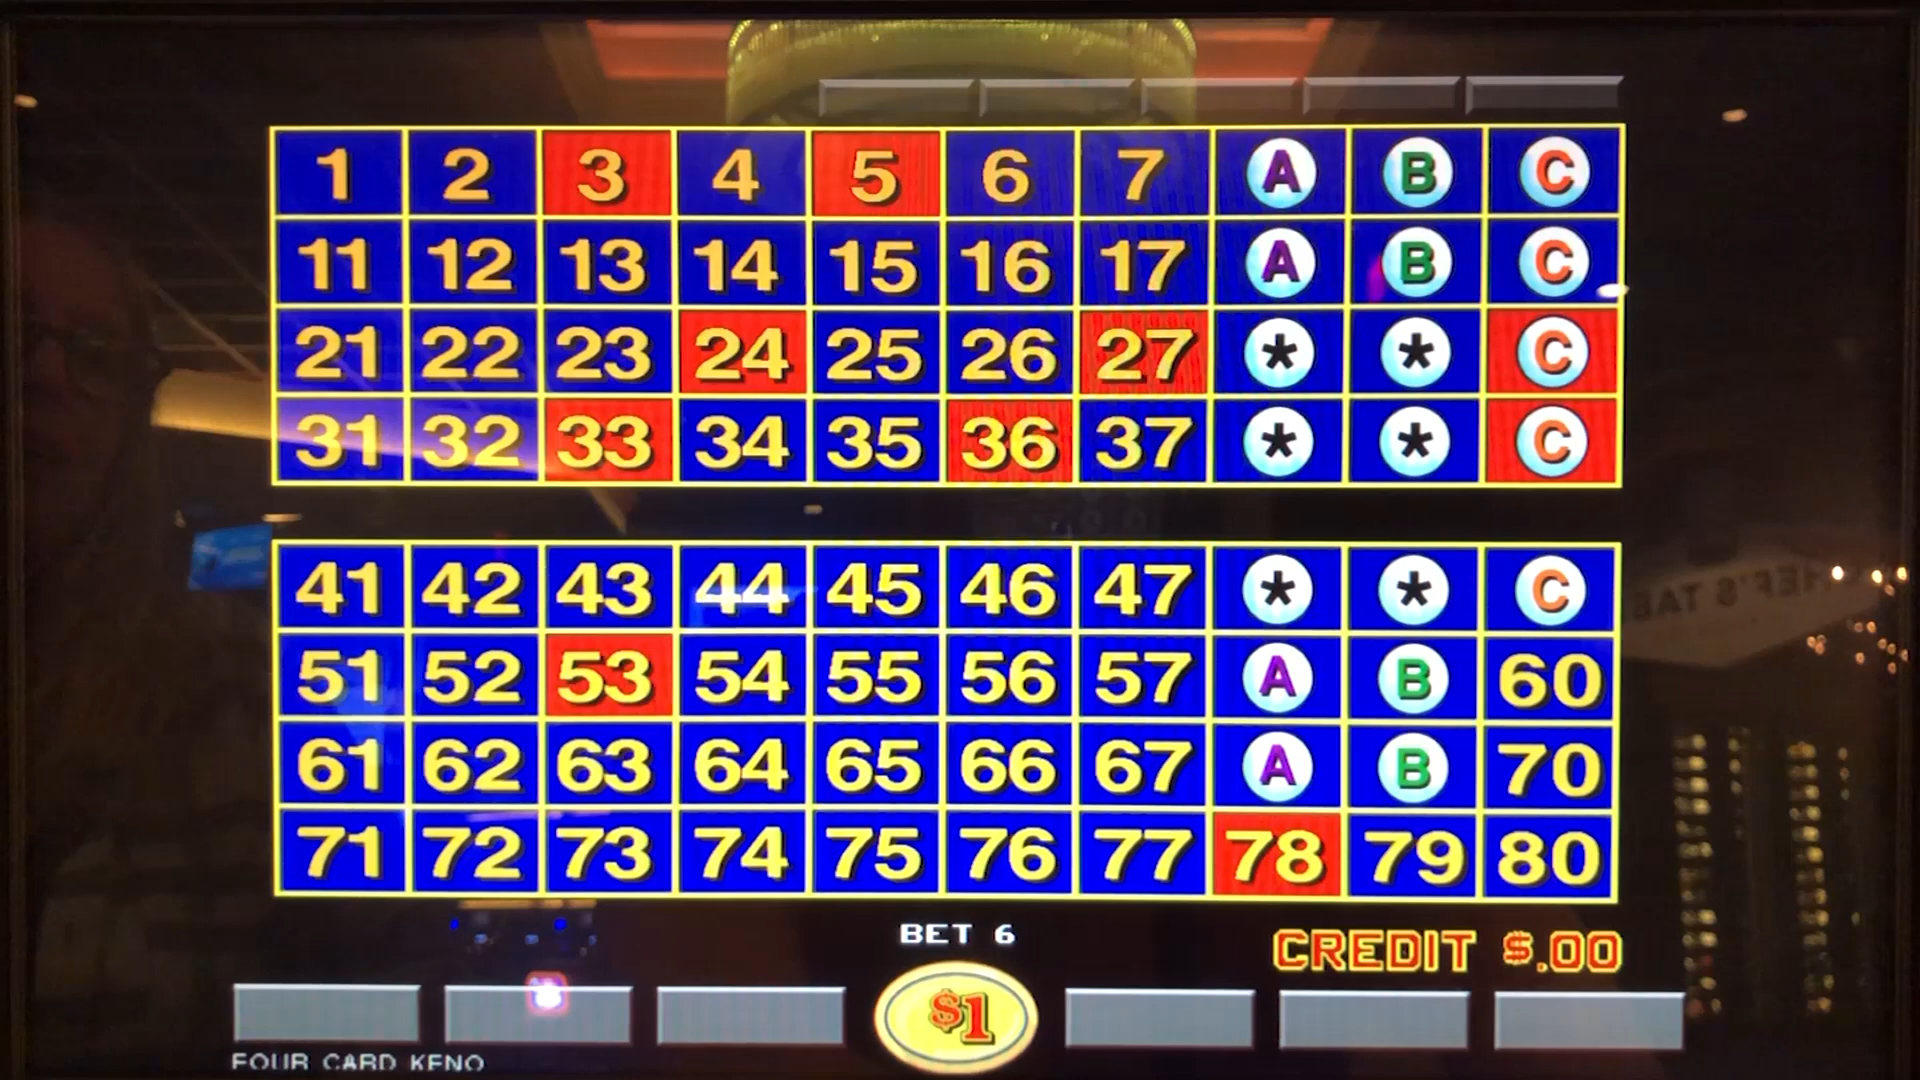 1 2 3 4 5 6 7 A B C
11 12 13 14 15 16 17 A B C
21 22 23 24 25 26 27 * * C
31 32 33 34 35 36 37 * * C
41 42 43 44 45 46 47 * * C
51 52 53 54 55 56 57 A B 60
61 62 63 64 65 66 67 A B 70
71 72 73 74 75 76 77 78 79 80
BET 6
CREDIT $.00
$1
FOUR CARD KENO